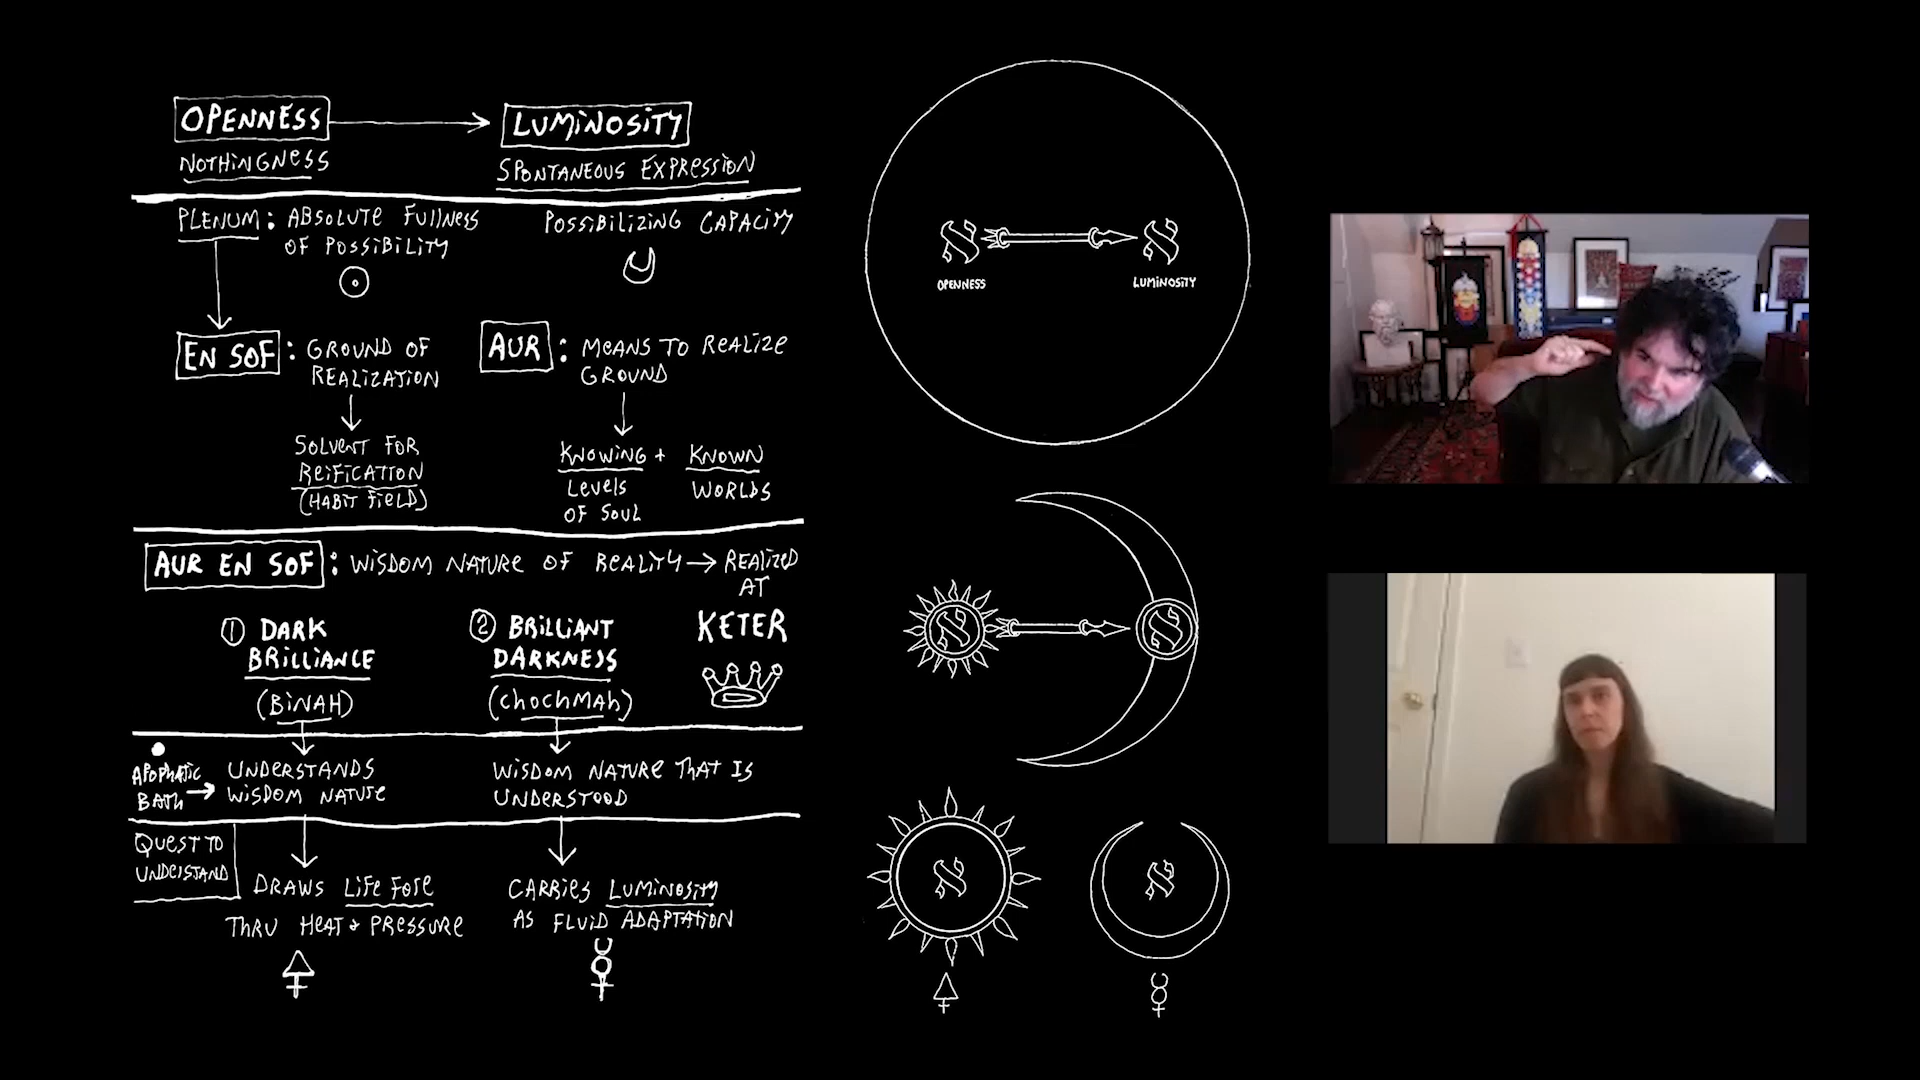 OPENNESS
NOTHINGNESS
LUMINOSITY
SPONTANEOUS EXPRESSION
PLENUM: ABSOLUTE FULLNESS
OF POSSIBILITY
POSSIBILIZING CAPACITY
EN SOF: GROUND OF
REALIZATION
AUR: MEANS TO REALIZE
GROUND
SOLVENT FOR
REIFICATION
(HABIT FIELD)
KNOWING + KNOWN
LEVELS WORLDS
OF SOUL
AUR EN SOF: WISDOM NATURE OF REALITY → REALIZED
AT
KETER
① DARK
BRILLIANCE
(BINAH)
② BRILLIANT
DARKNESS
(CHOCHMAH)
APOPHATIC
BATH →
UNDERSTANDS
WISDOM NATURE
WISDOM NATURE THAT IS
UNDERSTOOD
QUEST TO
UNDERSTAND
DRAWS LIFE FORE
THRU HEAT + PRESSURE
CARRIES LUMINOSITY
AS FLUID ADAPTATION
א א
OPENNESS LUMINOSITY
א א
א א